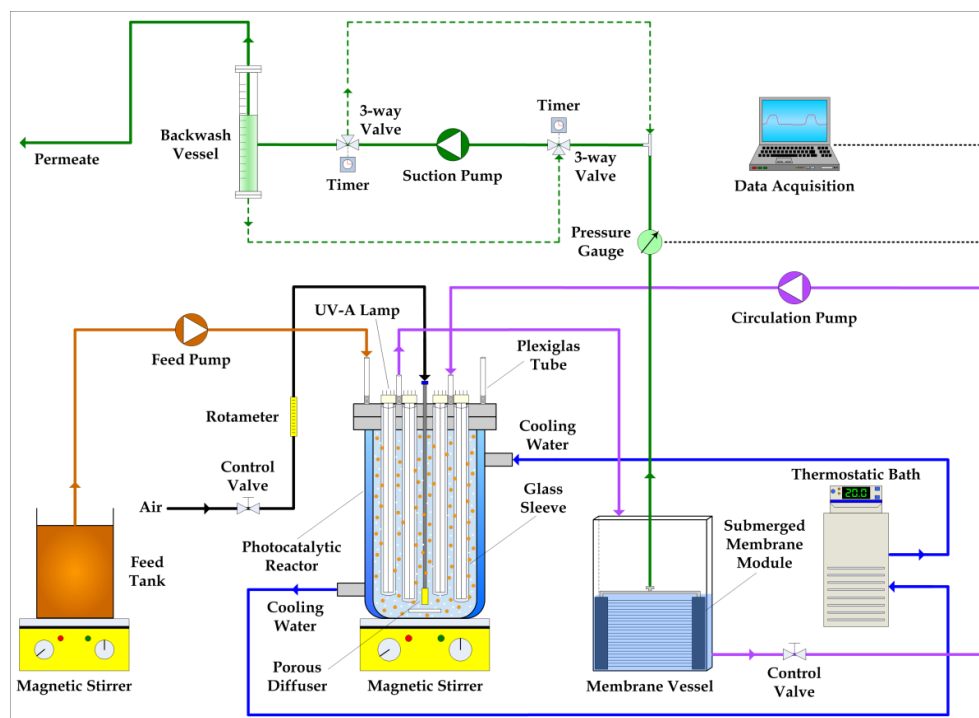 3-way
Valve
Timer
Backwash
Vessel
Permeate
Timer
Suction Pump
3-way
Valve
Data Acquisition
Pressure
Gauge
UV-A Lamp
Circulation Pump
Feed Pump
Plexiglas
Tube
Rotameter
Cooling
Water
Control
Valve
Thermostatic Bath
20.0
Air
Glass
Sleeve
Submerged
Membrane
Module
Photocatalytic
Reactor
Feed
Tank
Cooling
Water
Porous
Diffuser
Magnetic Stirrer
Magnetic Stirrer
Membrane Vessel
Control
Valve